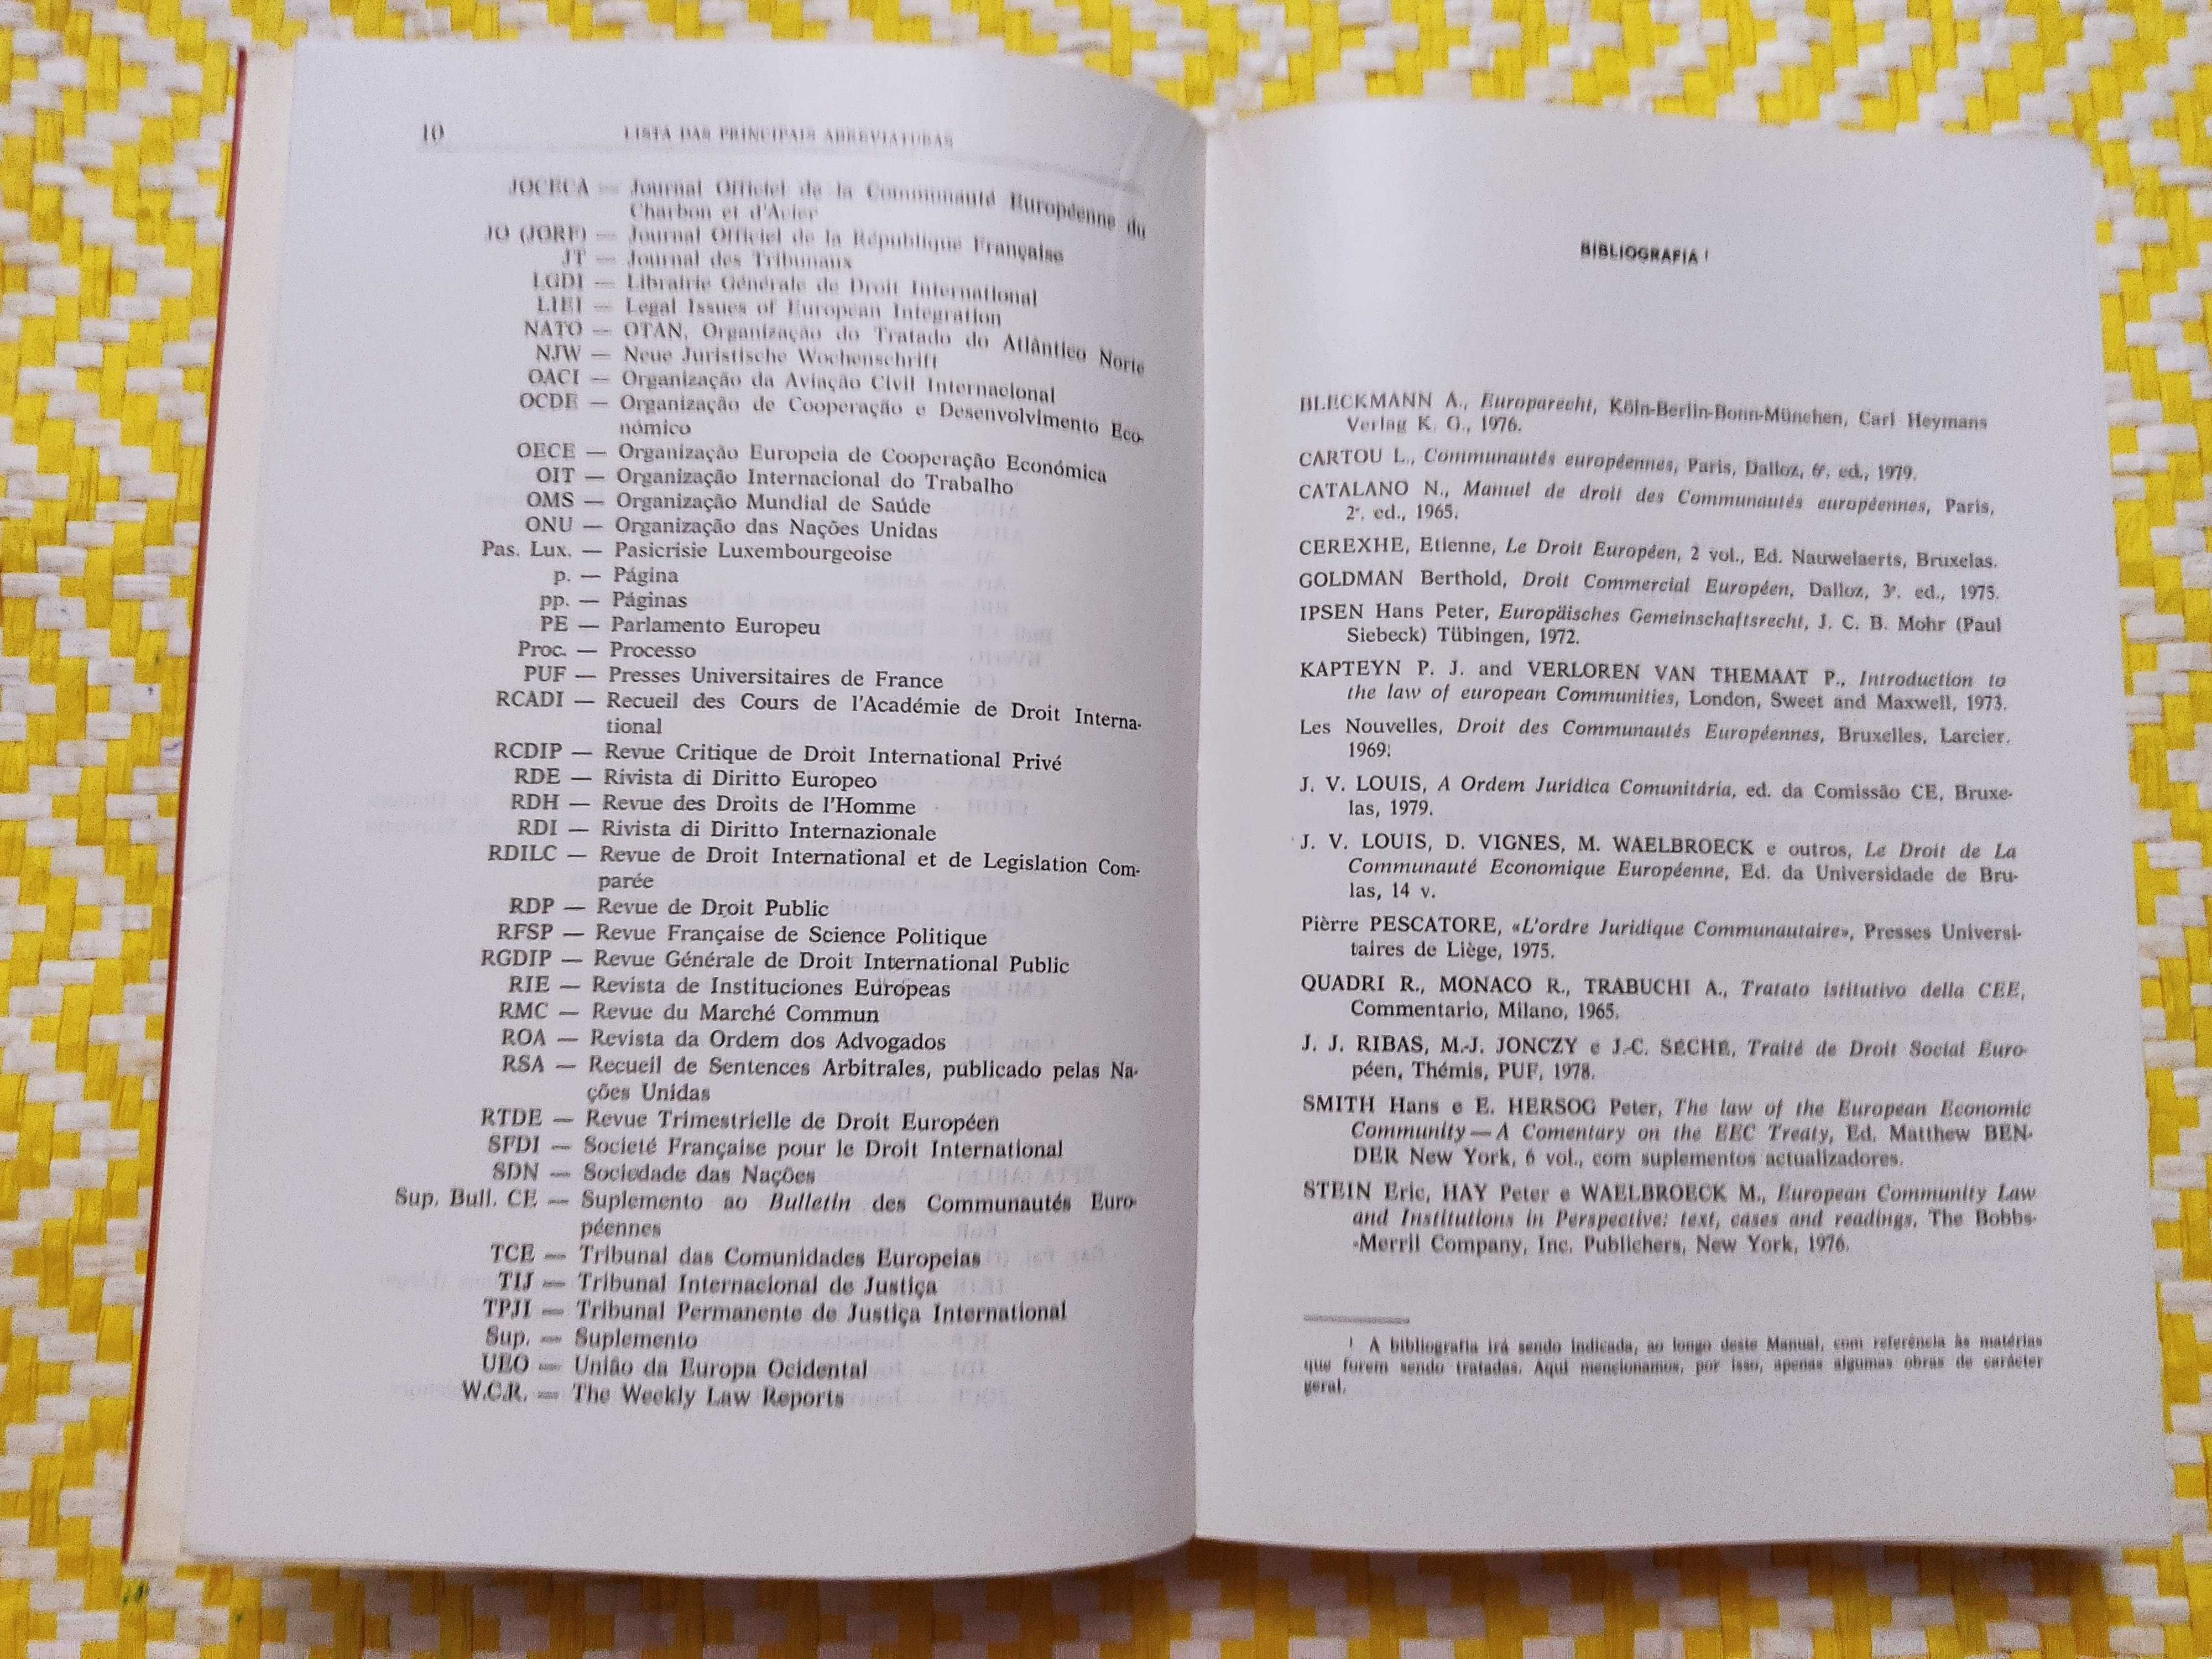 10
LISTA DAS PRINCIPAIS ABREVIATURAS
JOCECA — Journal Officiel de la Communauté Européenne du
Charbon et d'Acier
JO (JORF) — Journal Officiel de la République Française
JT — Journal des Tribunaux
LGDI — Librairie Générale de Droit International
LIEI — Legal Issues of European Integration
NATO — OTAN, Organização do Tratado do Atlântico Norte
NJW — Neue Juristische Wochenschrift
OACI — Organização da Aviação Civil Internacional
OCDE — Organização de Cooperação e Desenvolvimento Eco-
nómico
OECE — Organização Europeia de Cooperação Económica
OIT — Organização Internacional do Trabalho
OMS — Organização Mundial de Saúde
ONU — Organização das Nações Unidas
Pas. Lux. — Pasicrisie Luxembourgeoise
p. — Página
pp. — Páginas
PE — Parlamento Europeu
Proc. — Processo
PUF — Presses Universitaires de France
RCADI — Recueil des Cours de l'Académie de Droit Interna-
tional
RCDIP — Revue Critique de Droit International Privé
RDE — Rivista di Diritto Europeo
RDH — Revue des Droits de l'Homme
RDI — Rivista di Diritto Internazionale
RDILC — Revue de Droit International et de Legislation Com-
parée
RDP — Revue de Droit Public
RFSP — Revue Française de Science Politique
RGDIP — Revue Générale de Droit International Public
RIE — Revista de Instituciones Europeas
RMC — Revue du Marché Commun
ROA — Revista da Ordem dos Advogados
RSA — Recueil de Sentences Arbitrales, publicado pelas Na-
ções Unidas
RTDE — Revue Trimestrielle de Droit Européen
SFDI — Societé Française pour le Droit International
SDN — Sociedade das Nações
Sup. Bull. CE — Suplemento ao Bulletin des Communautés Euro-
péennes
TCE — Tribunal das Comunidades Europeias
TIJ — Tribunal Internacional de Justiça
TPJI — Tribunal Permanente de Justiça International
Sup. — Suplemento
UEO — União da Europa Ocidental
W.C.R. — The Weekly Law Reports
BIBLIOGRAFIA ¹
BLECKMANN A., Europarecht, Köln-Berlin-Bonn-München, Carl Heymans
Verlag K. G., 1976.
CARTOU L., Communautés européennes, Paris, Dalloz, 6ᵉ. ed., 1979.
CATALANO N., Manuel de droit des Communautés européennes, Paris,
2ᵉ. ed., 1965.
CEREXHE, Etienne, Le Droit Européen, 2 vol., Ed. Nauwelaerts, Bruxelas.
GOLDMAN Berthold, Droit Commercial Européen, Dalloz, 3ᵉ. ed., 1975.
IPSEN Hans Peter, Europäisches Gemeinschaftsrecht, J. C. B. Mohr (Paul
Siebeck) Tübingen, 1972.
KAPTEYN P. J. and VERLOREN VAN THEMAAT P., Introduction to
the law of european Communities, London, Sweet and Maxwell, 1973.
Les Nouvelles, Droit des Communautés Européennes, Bruxelles, Larcier,
1969.
J. V. LOUIS, A Ordem Jurídica Comunitária, ed. da Comissão CE, Bruxe-
las, 1979.
J. V. LOUIS, D. VIGNES, M. WAELBROECK e outros, Le Droit de La
Communauté Economique Européenne, Ed. da Universidade de Bru-
las, 14 v.
Pièrre PESCATORE, «L'ordre Juridique Communautaire», Presses Universi-
taires de Liège, 1975.
QUADRI R., MONACO R., TRABUCHI A., Tratato istitutivo della CEE,
Commentario, Milano, 1965.
J. J. RIBAS, M.-J. JONCZY e J.-C. SÉCHÉ, Traité de Droit Social Euro-
péen, Thémis, PUF, 1978.
SMITH Hans e E. HERSOG Peter, The law of the European Economic
Community — A Comentary on the EEC Treaty, Ed. Matthew BEN-
DER New York, 6 vol., com suplementos actualizadores.
STEIN Eric, HAY Peter e WAELBROECK M., European Community Law
and Institutions in Perspective: text, cases and readings, The Bobbs-
-Merril Company, Inc. Publichers, New York, 1976.
¹ A bibliografia irá sendo indicada, ao longo deste Manual, com referência às matérias
que forem sendo tratadas. Aqui mencionamos, por isso, apenas algumas obras de carácter
geral.